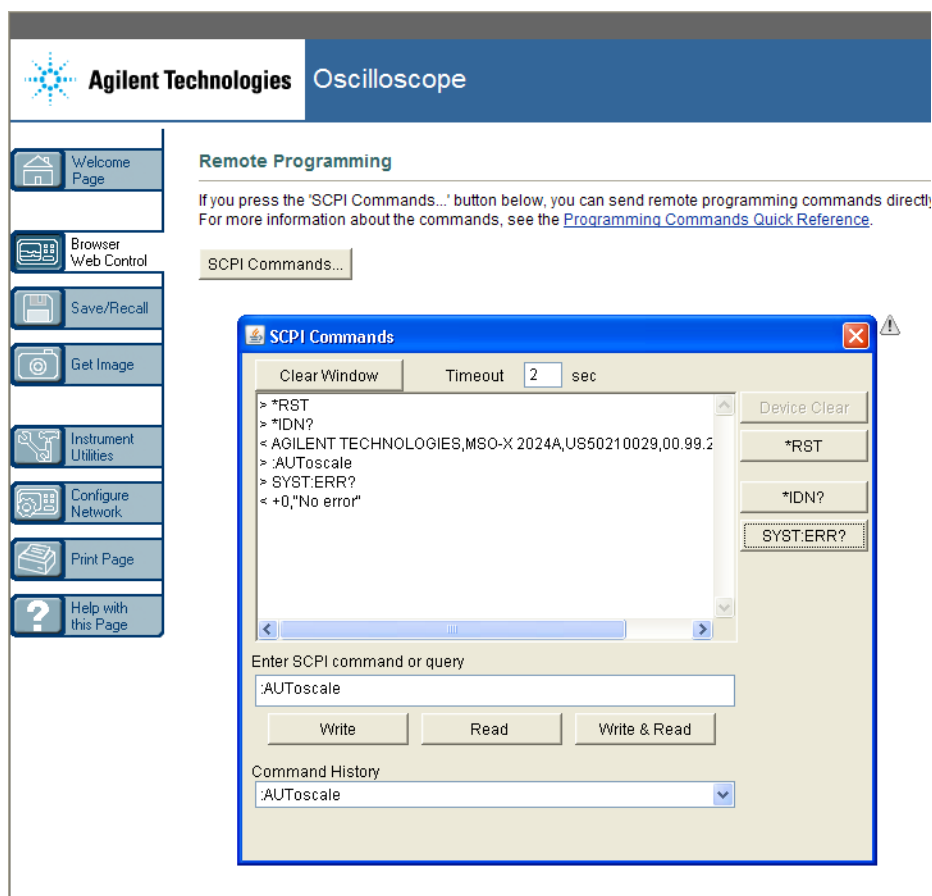 Agilent Technologies
Oscilloscope
Welcome
Page
Browser
Web Control
Save/Recall
Get Image
Instrument
Utilities
Configure
Network
Print Page
Help with
this Page
Remote Programming
If you press the 'SCPI Commands...' button below, you can send remote programming commands directly
For more information about the commands, see the Programming Commands Quick Reference.
SCPI Commands...
SCPI Commands
Clear Window Timeout 2 sec
> *RST
> *IDN?
< AGILENT TECHNOLOGIES,MSO-X 2024A,US50210029,00.99.2
> :AUToscale
> SYST:ERR?
< +0,"No error"
Device Clear
*RST
*IDN?
SYST:ERR?
Enter SCPI command or query
:AUToscale
Write Read Write & Read
Command History
:AUToscale